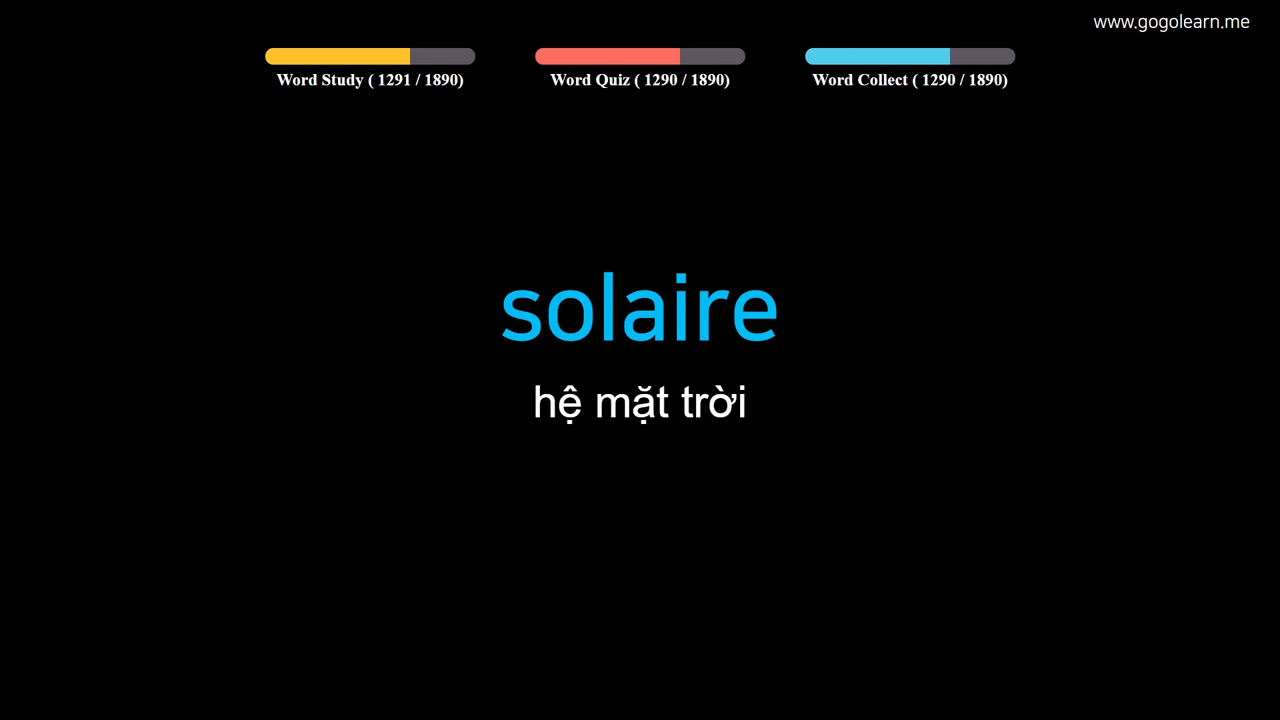 www.gogolearn.me
Word Study ( 1291 / 1890)
Word Quiz ( 1290 / 1890)
Word Collect ( 1290 / 1890)
solaire
hệ mặt trời